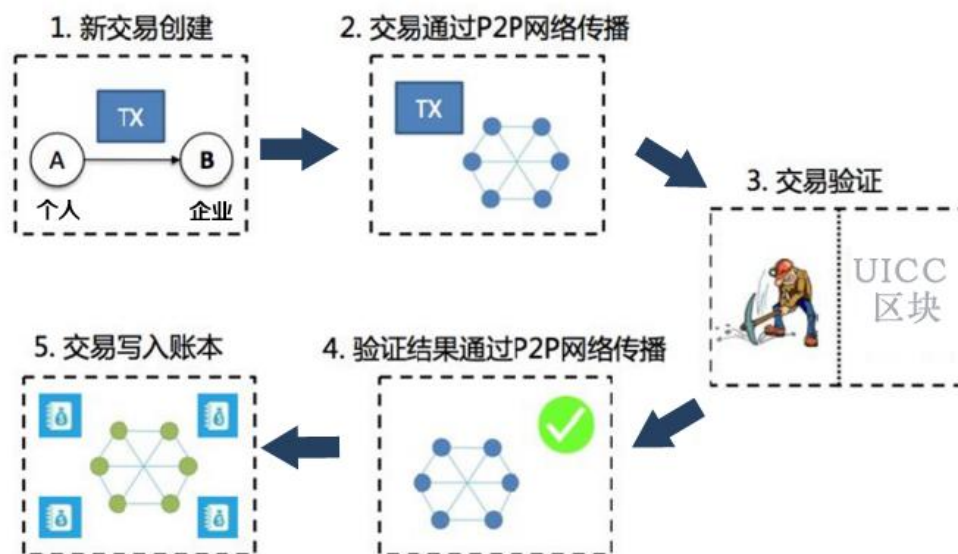 1. 新交易创建
2. 交易通过P2P网络传播
TX
A
B
个人
企业
TX
3. 交易验证
UICC
区块
4. 验证结果通过P2P网络传播
5. 交易写入账本